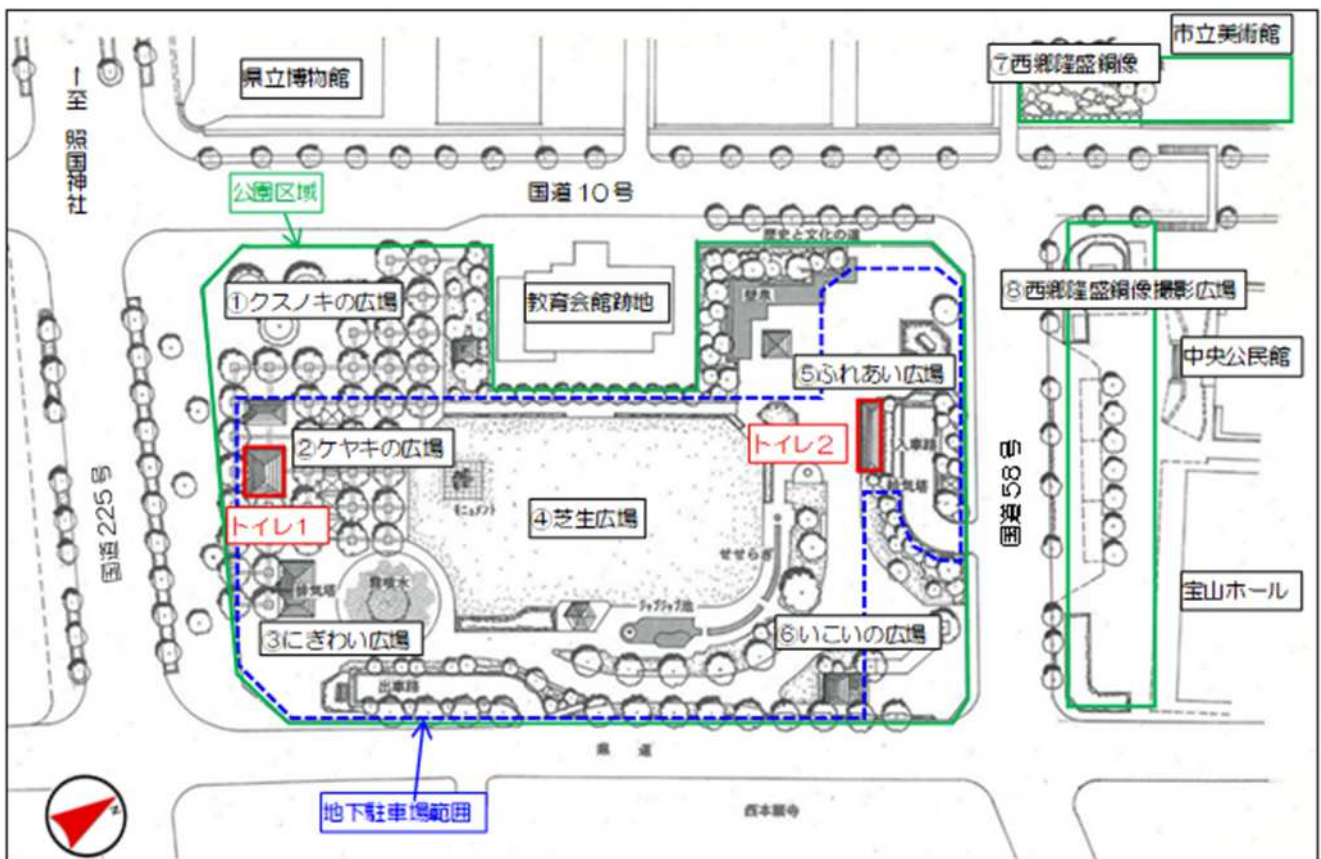 市立美術館
⑦西郷隆盛銅像
県立博物館
↑至 照国神社
国道10号
公園区域
歴史と文化の道
①クスノキの広場
教育会館跡地
壁泉
⑧西郷隆盛銅像撮影広場
中央公民館
⑤ふれあい広場
②ケヤキの広場
トイレ2
入車路
モニュメント
トイレ1
④芝生広場
排気塔
国道225号
国道58号
せせらぎ
排気塔
霧噴水
宝山ホール
ジャブジャブ池
③にぎわい広場
⑥いこいの広場
出車路
県道
地下駐車場範囲
西本願寺
N